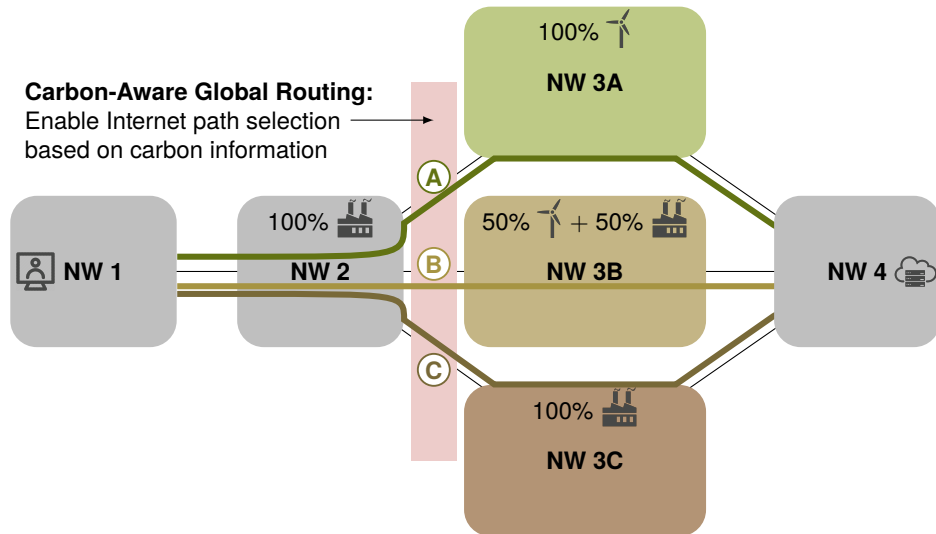 100%
NW 3A
Carbon-Aware Global Routing:
Enable Internet path selection
based on carbon information
A
100%
50% + 50%
NW 1
NW 2
B
NW 3B
NW 4
C
100%
NW 3C